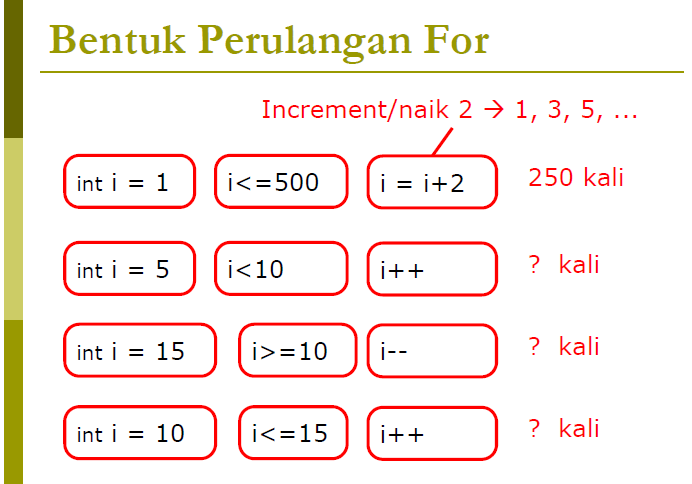 Bentuk Perulangan For
Increment/naik 2 → 1, 3, 5, ...
int i = 1 i<=500 i = i+2 250 kali
int i = 5 i<10 i++ ? kali
int i = 15 i>=10 i-- ? kali
int i = 10 i<=15 i++ ? kali